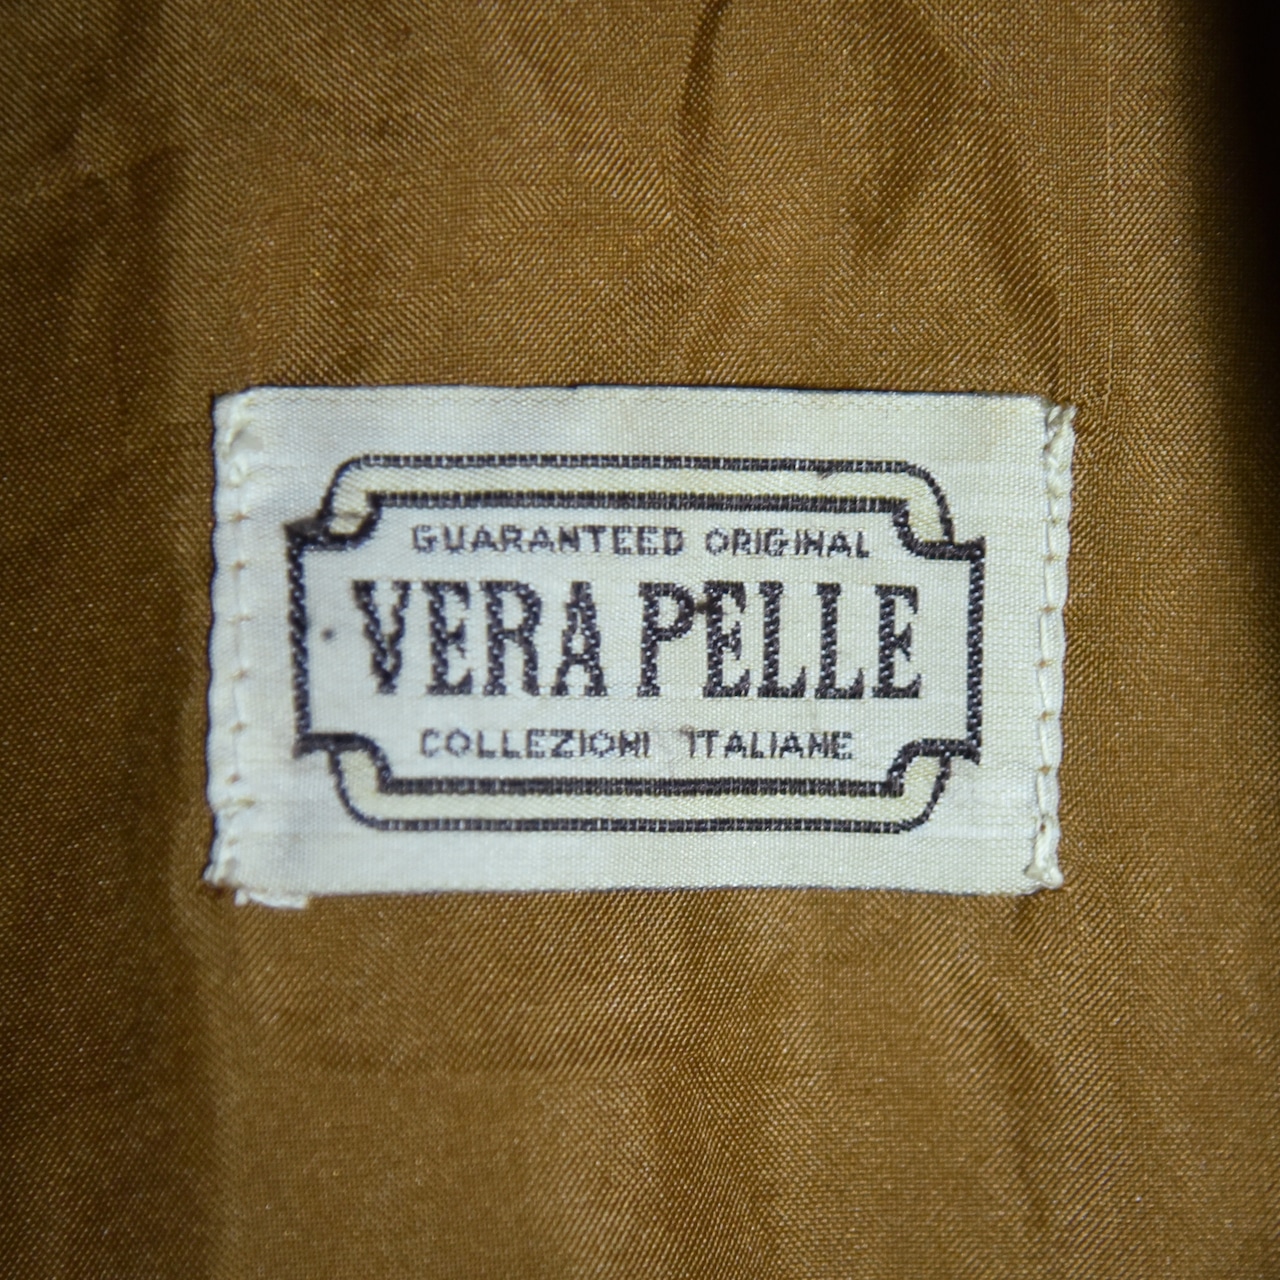 GUARANTEED ORIGINAL
VERA PELLE
COLLEZIONI ITALIANE